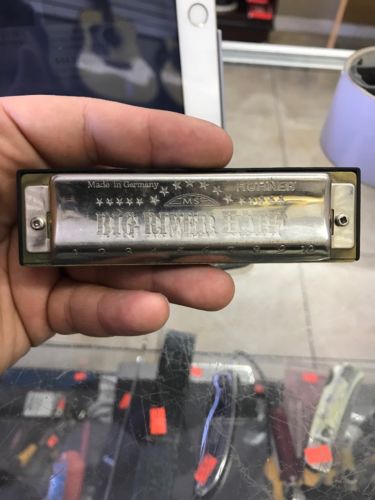 Made in Germany HOHNER
MS
BIG RIVER HARP
1 2 3 4 5 6 7 8 9 10